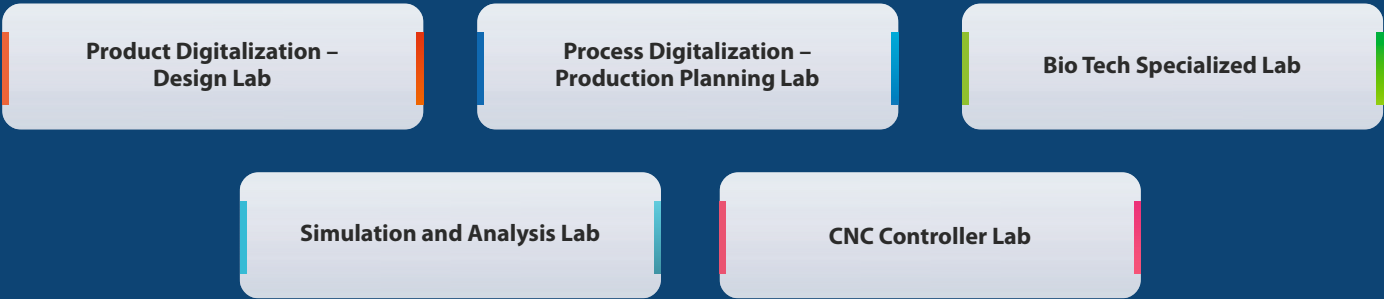 Product Digitalization –
Design Lab
Process Digitalization –
Production Planning Lab
Bio Tech Specialized Lab
Simulation and Analysis Lab
CNC Controller Lab